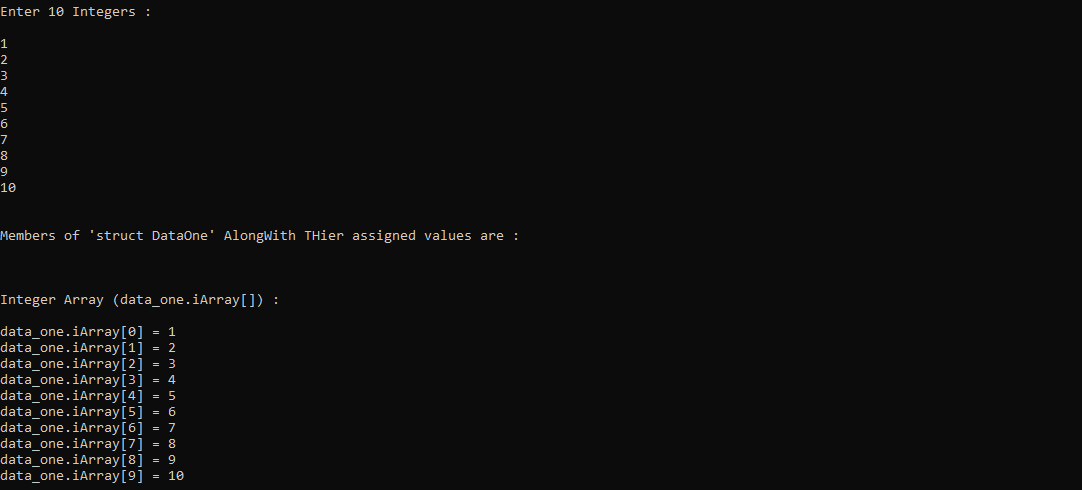 Enter 10 Integers :
1
2
3
4
5
6
7
8
9
10
Members of 'struct DataOne' AlongWith THier assigned values are :
Integer Array (data_one.iArray[]) :
data_one.iArray[0] = 1
data_one.iArray[1] = 2
data_one.iArray[2] = 3
data_one.iArray[3] = 4
data_one.iArray[4] = 5
data_one.iArray[5] = 6
data_one.iArray[6] = 7
data_one.iArray[7] = 8
data_one.iArray[8] = 9
data_one.iArray[9] = 10